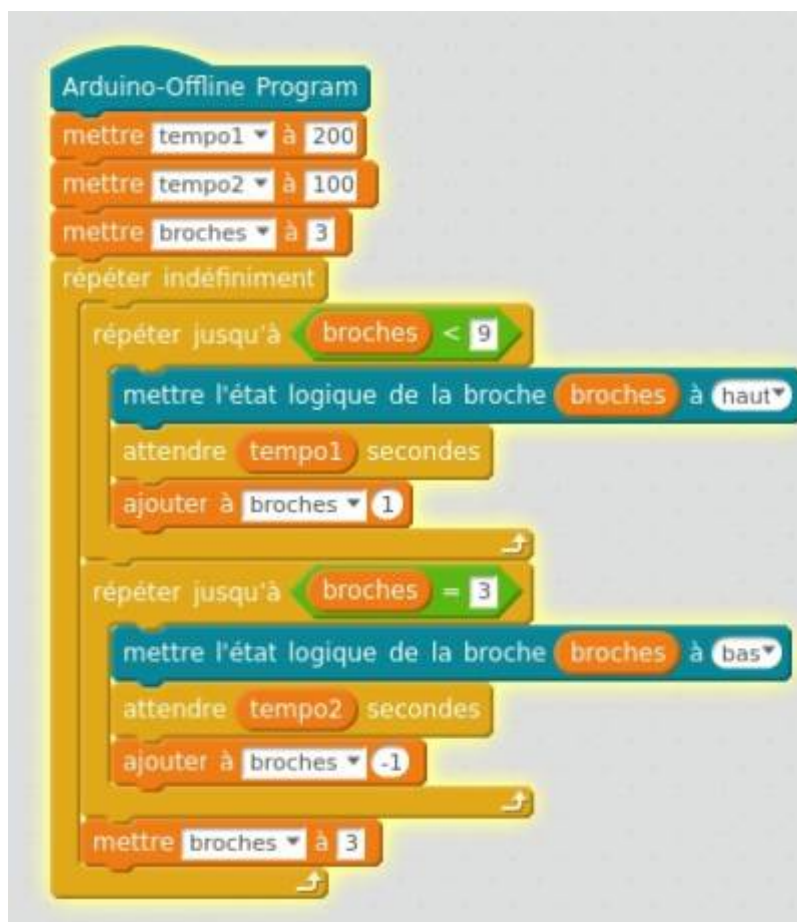 Arduino-Offline Program
mettre tempo1 à 200
mettre tempo2 à 100
mettre broches à 3
répéter indéfiniment
répéter jusqu'à broches < 9
mettre l'état logique de la broche broches à haut
attendre tempo1 secondes
ajouter à broches 1
répéter jusqu'à broches = 3
mettre l'état logique de la broche broches à bas
attendre tempo2 secondes
ajouter à broches -1
mettre broches à 3